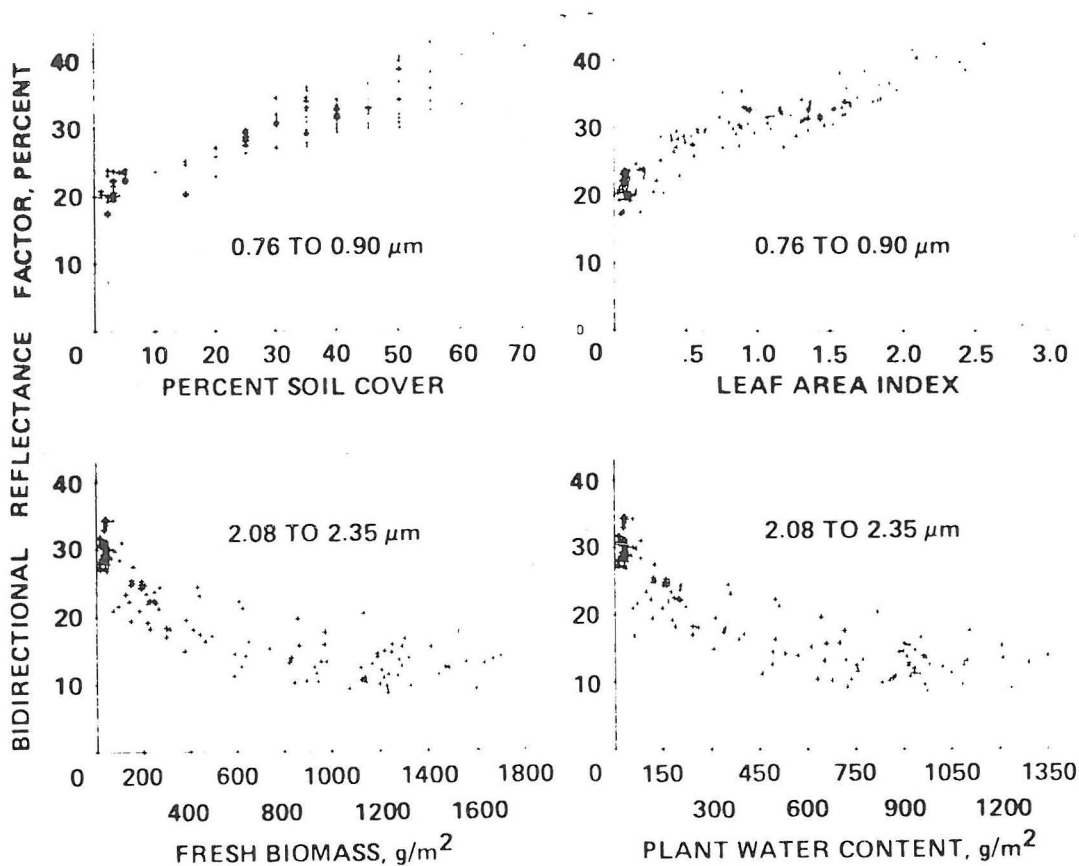 BIDIRECTIONAL REFLECTANCE FACTOR, PERCENT
40
30
20
10
0.76 TO 0.90 μm
0 10 20 30 40 50 60 70
PERCENT SOIL COVER
40
30
20
10
0
0.76 TO 0.90 μm
0 .5 1.0 1.5 2.0 2.5 3.0
LEAF AREA INDEX
40
30
20
10
2.08 TO 2.35 μm
0 200 600 1000 1400 1800
400 800 1200 1600
FRESH BIOMASS, g/m²
40
30
20
10
2.08 TO 2.35 μm
0 150 450 750 1050 1350
300 600 900 1200
PLANT WATER CONTENT, g/m²